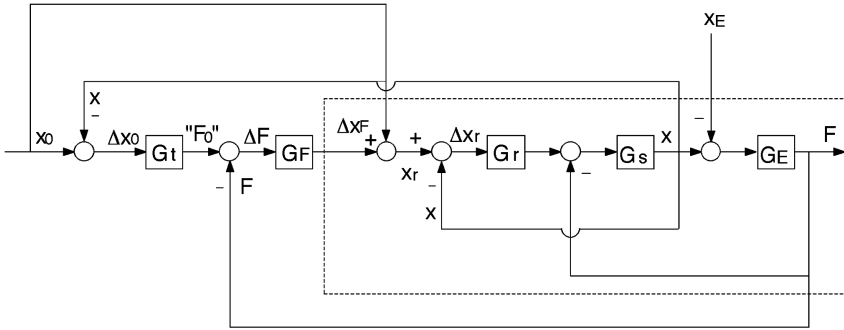 xE
x
−
x0
Δx0
Gt
"F0"
ΔF
GF
ΔxF
+
+
xr
Δxr
Gr
Gs
x
−
GE
F
−
F
−
x
−